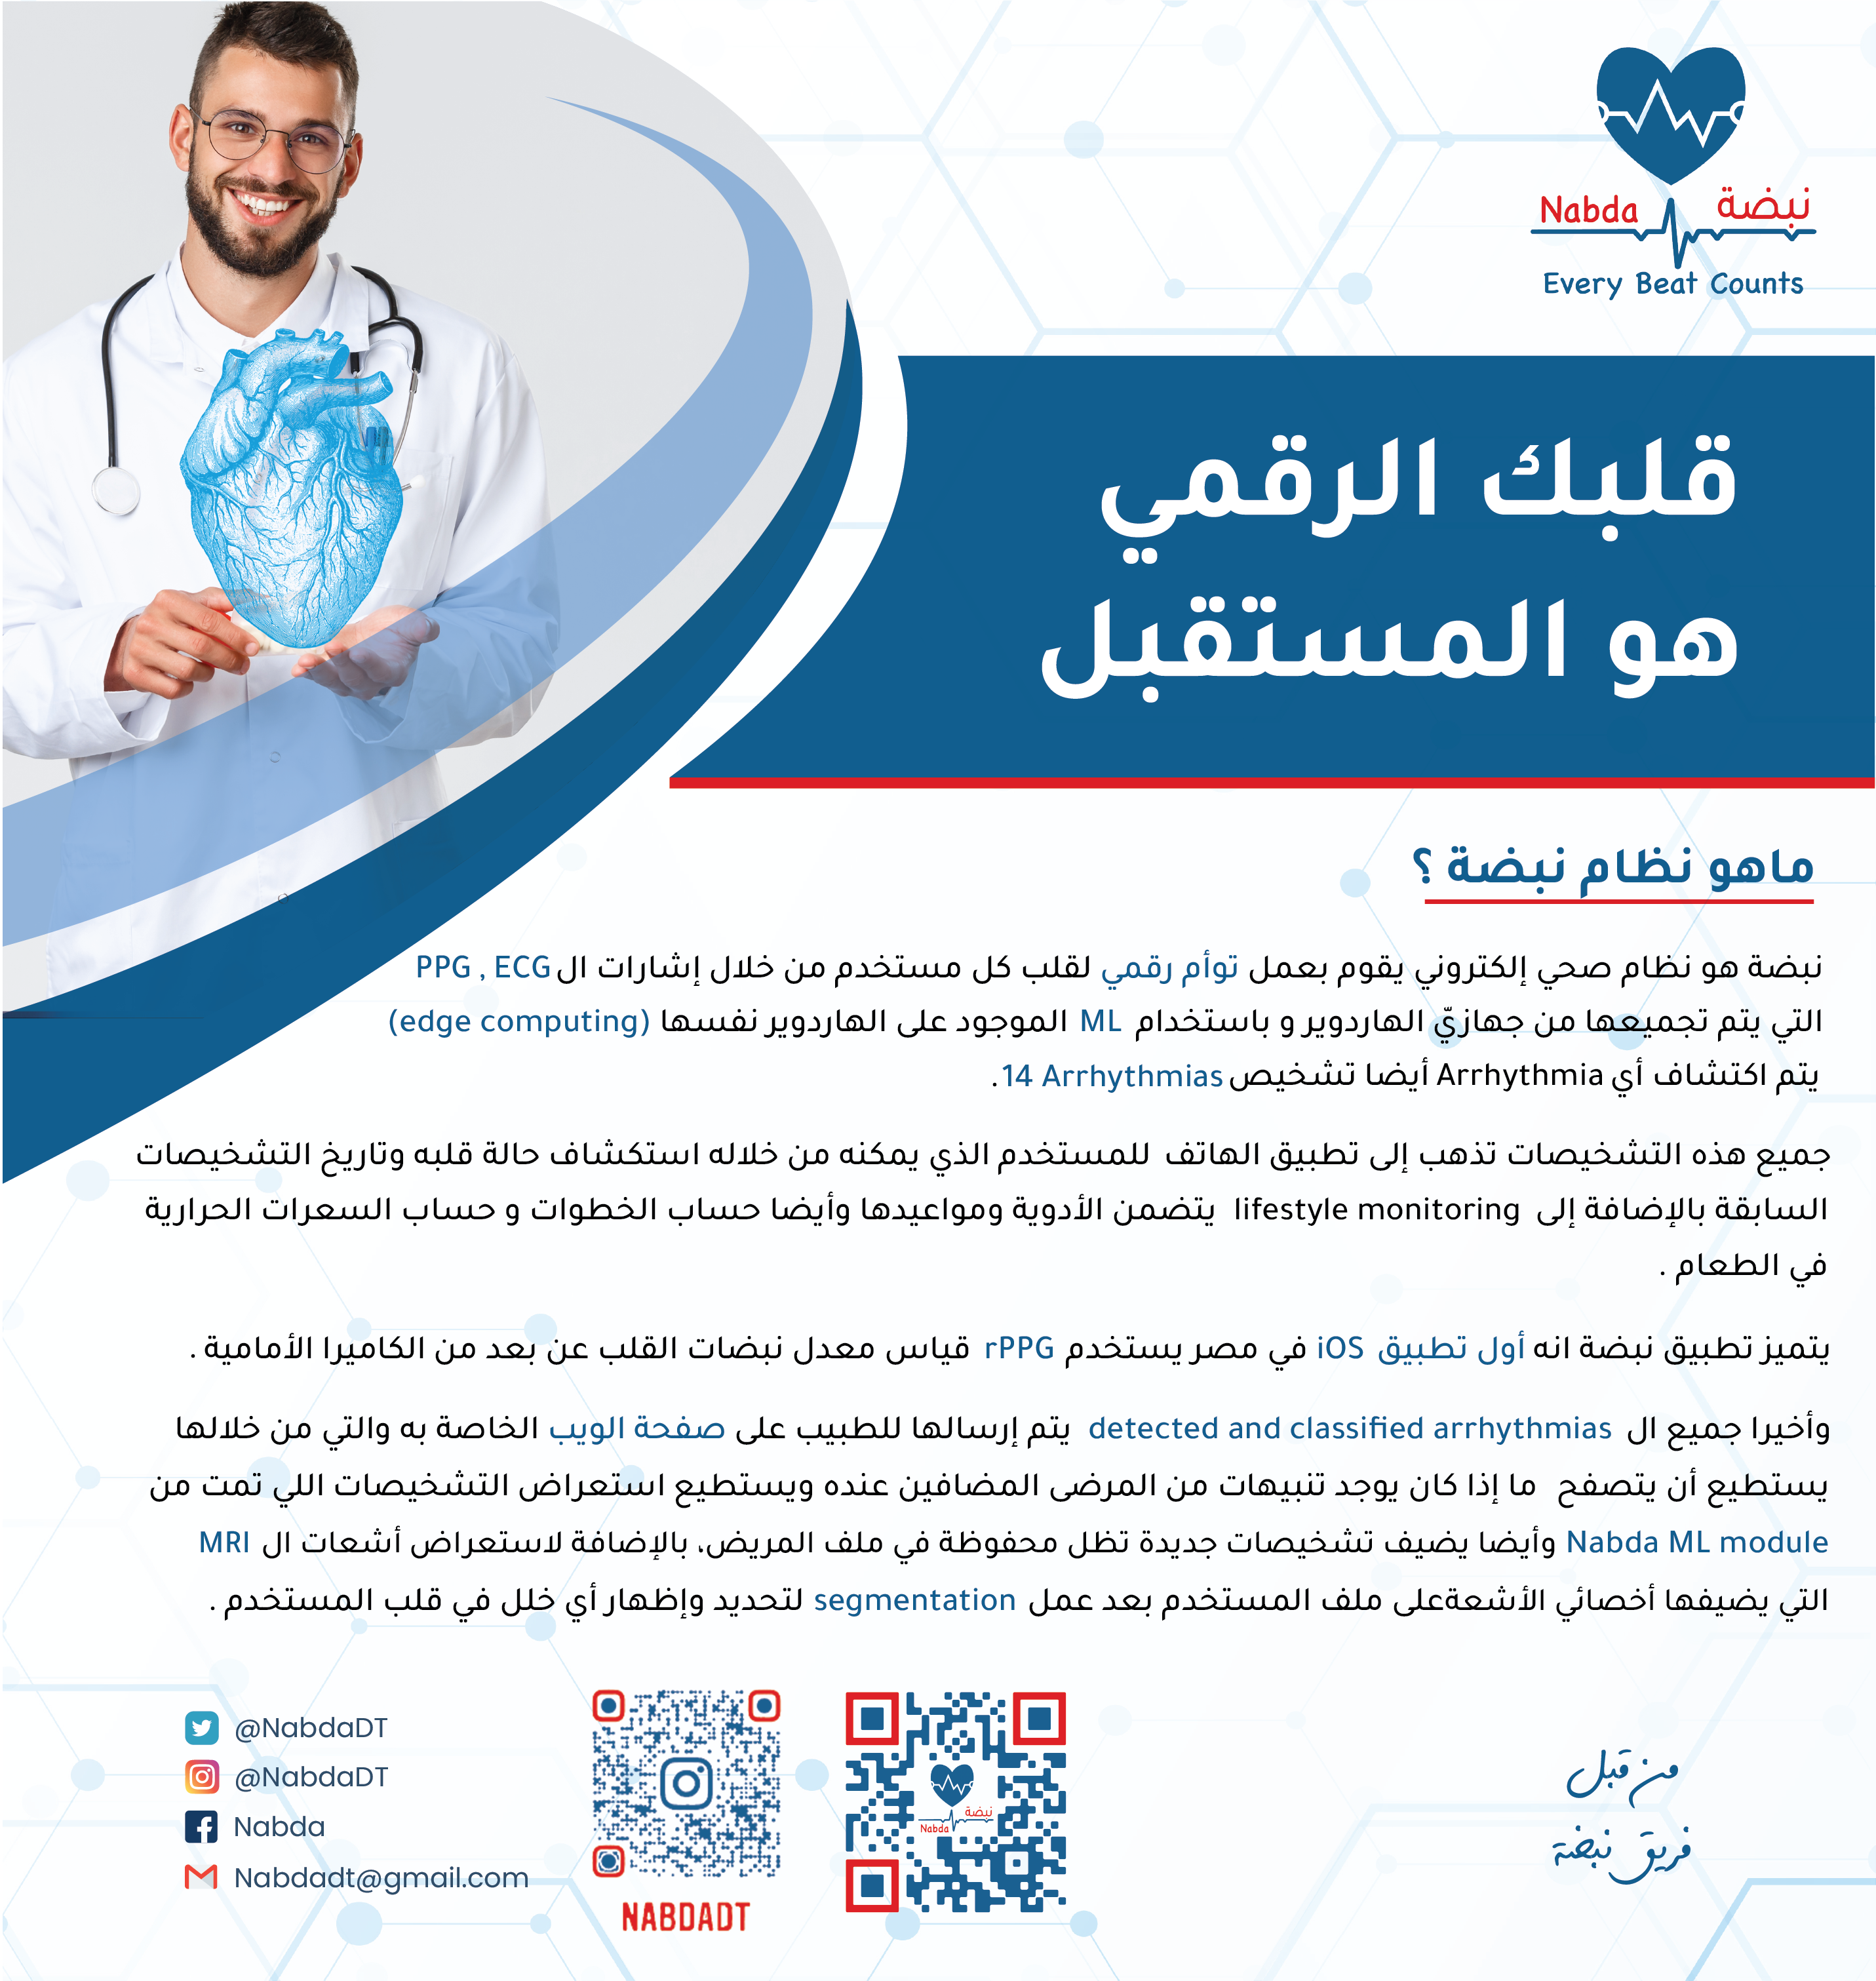 Nabda نبضة
Every Beat Counts
قلبك الرقمي
هو المستقبل
ماهو نظام نبضة ؟
نبضة هو نظام صحي إلكتروني يقوم بعمل توأم رقمي لقلب كل مستخدم من خلال إشارات ال PPG , ECG
التي يتم تجميعها من جهازيّ الهاردوير و باستخدام ML الموجود على الهاردوير نفسها (edge computing)
يتم اكتشاف أي Arrhythmia أيضا تشخيص 14 Arrhythmias.
جميع هذه التشخيصات تذهب إلى تطبيق الهاتف للمستخدم الذي يمكنه من خلاله استكشاف حالة قلبه وتاريخ التشخيصات
السابقة بالإضافة إلى lifestyle monitoring يتضمن الأدوية ومواعيدها وأيضا حساب الخطوات و حساب السعرات الحرارية
في الطعام .
يتميز تطبيق نبضة انه أول تطبيق iOS في مصر يستخدم rPPG قياس معدل نبضات القلب عن بعد من الكاميرا الأمامية .
وأخيرا جميع ال detected and classified arrhythmias يتم إرسالها للطبيب على صفحة الويب الخاصة به والتي من خلالها
يستطيع أن يتصفح ما إذا كان يوجد تنبيهات من المرضى المضافين عنده ويستطيع استعراض التشخيصات اللي تمت من
Nabda ML module وأيضا يضيف تشخيصات جديدة تظل محفوظة في ملف المريض، بالإضافة لاستعراض أشعات ال MRI
التي يضيفها أخصائي الأشعةعلى ملف المستخدم بعد عمل segmentation لتحديد وإظهار أي خلل في قلب المستخدم .
@NabdaDT
@NabdaDT
Nabda
Nabdadt@gmail.com
NABDADT
نبضة
Nabda
من قبل
فريق نبضة